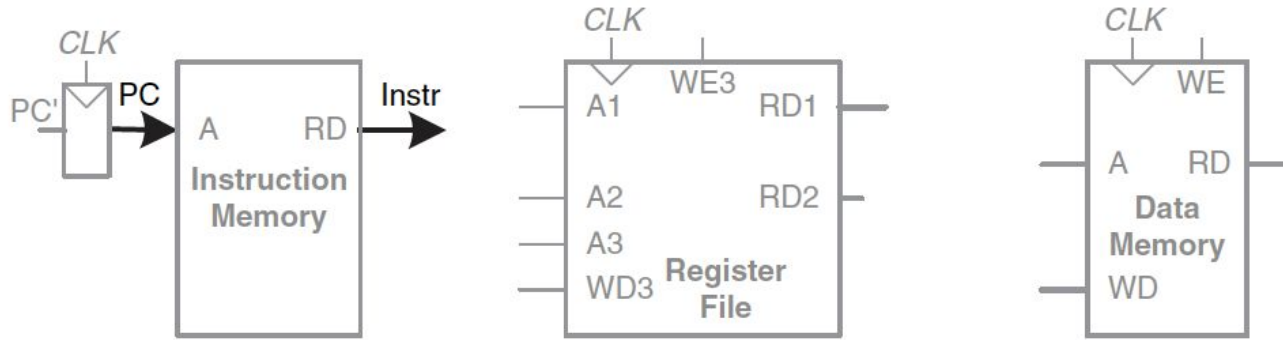 CLK
PC'
PC
A
RD
Instruction
Memory
Instr
CLK
WE3
A1
RD1
A2
RD2
A3
WD3
Register
File
CLK
WE
A
RD
Data
Memory
WD